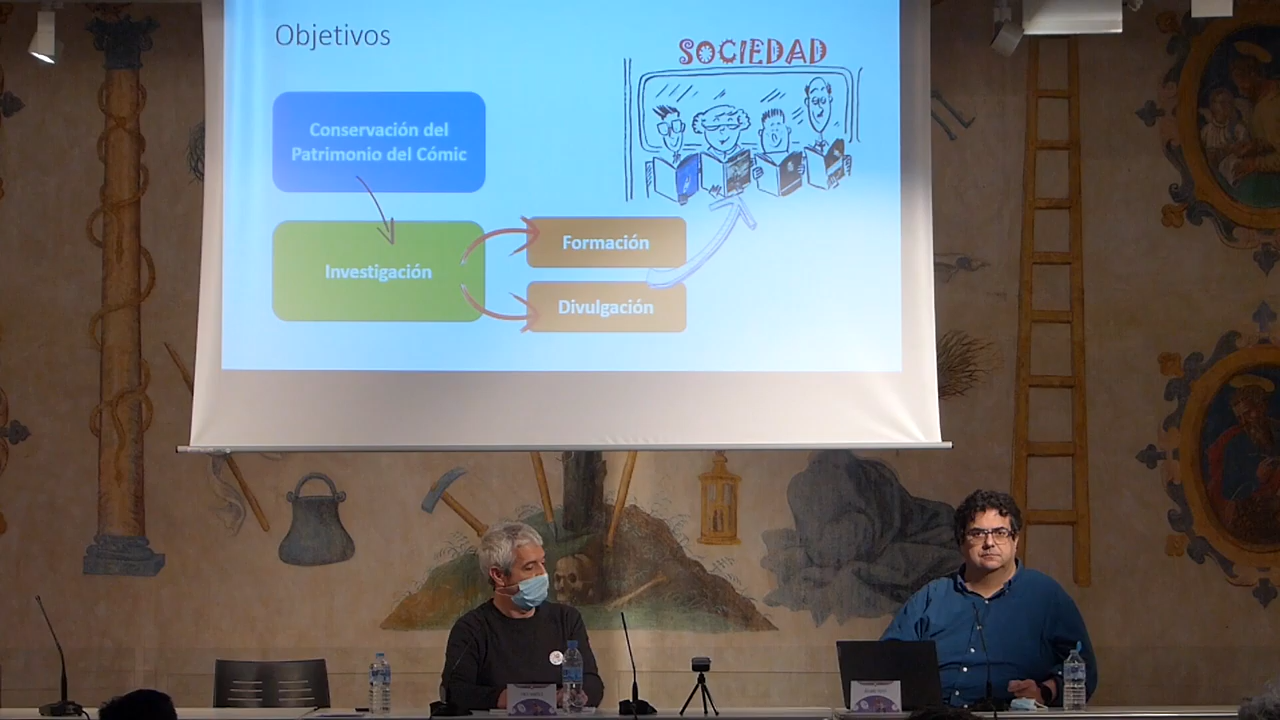 Objetivos
SOCIEDAD
Conservación del
Patrimonio del Cómic
Investigación
Formación
Divulgación